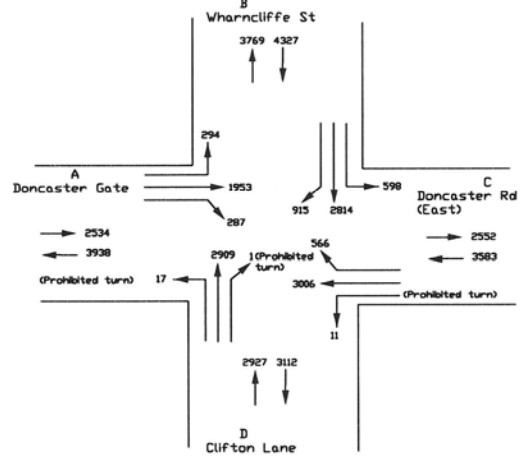 B
Wharncliffe St
3769 4327
294
A
Doncaster Gate
1953
598
C
Doncaster Rd
(East)
915 2814
287
2534
3938
2552
3583
566
2909
1(Prohibited
turn)
(Prohibited turn)
17
3006
(Prohibited turn)
11
2927 3112
D
Clifton Lane